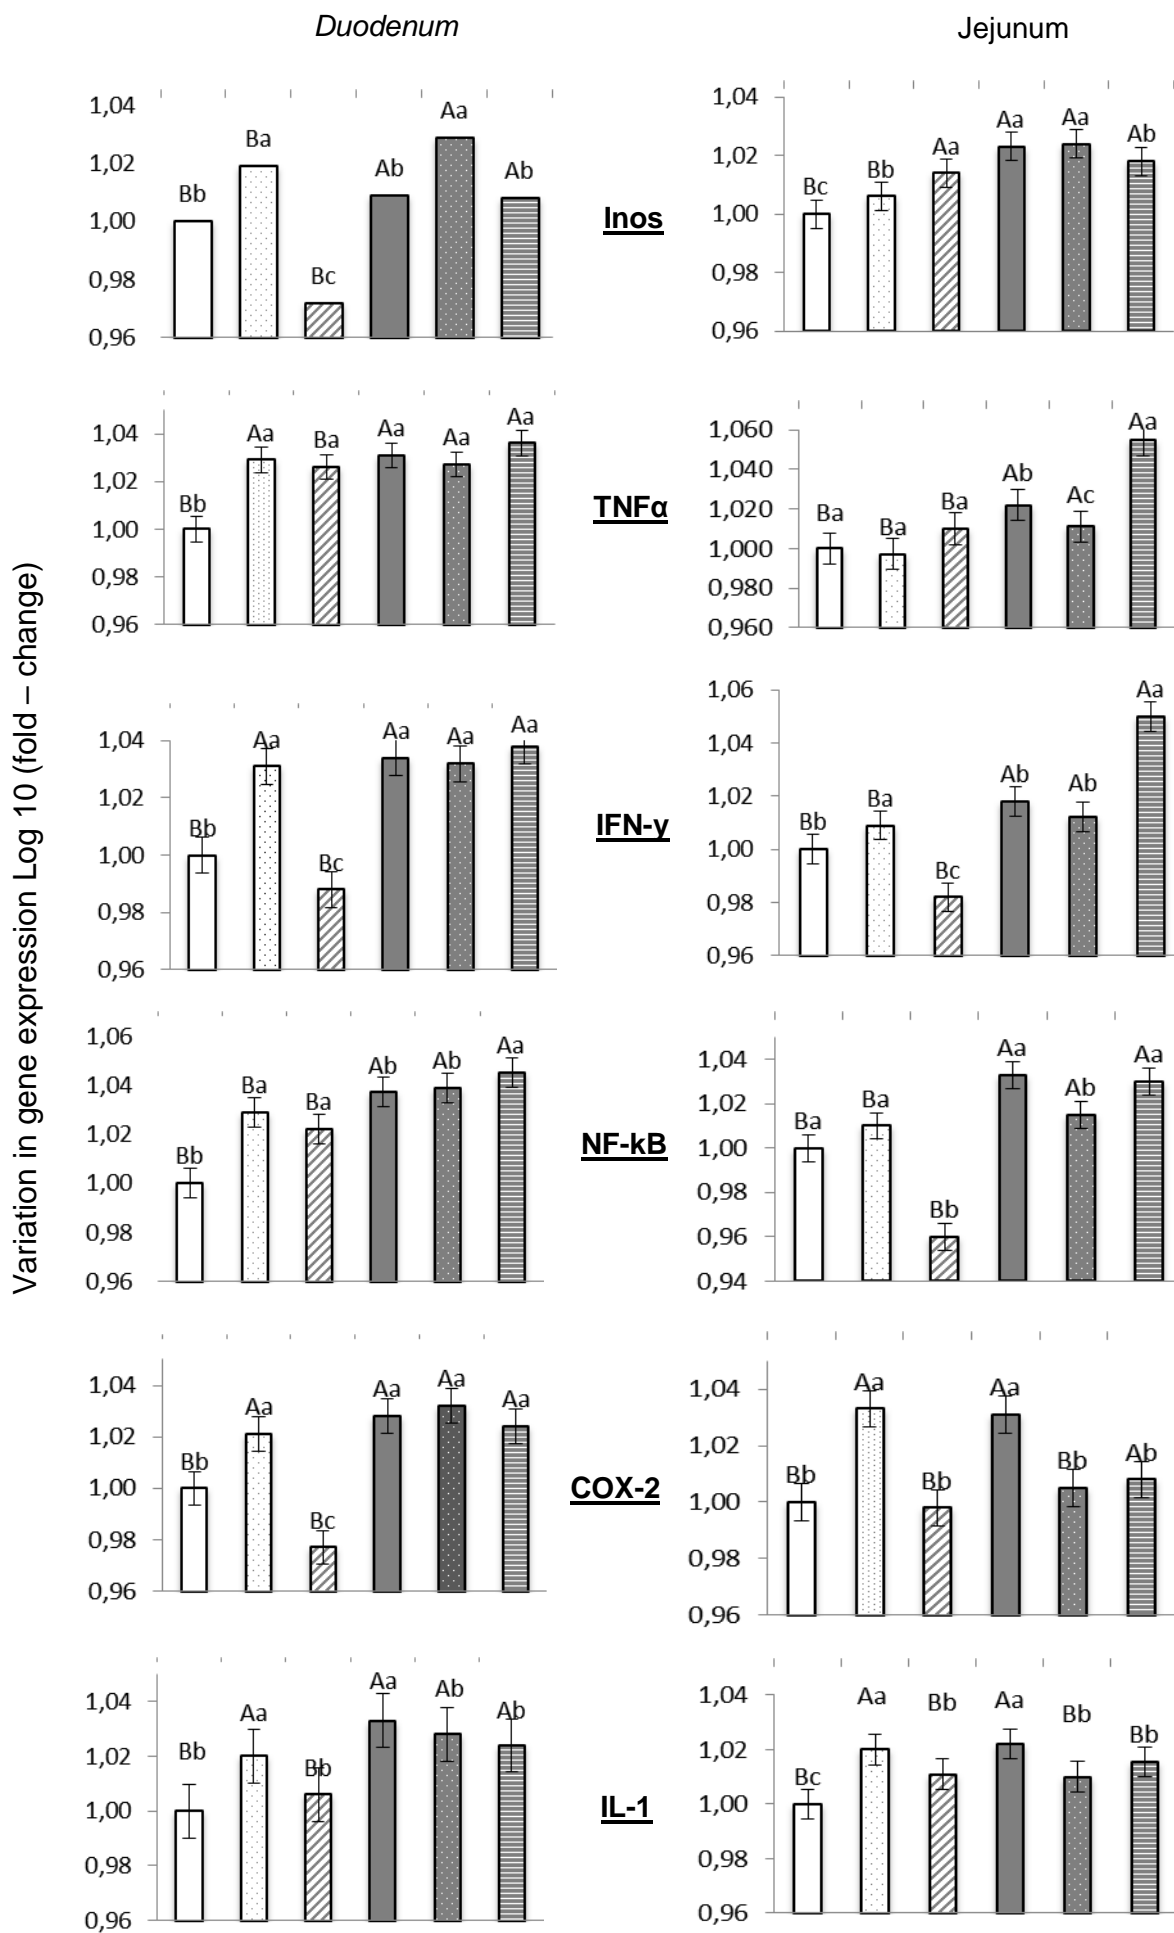 Duodenum
Jejunum
Variation in gene expression Log 10 (fold – change)
1,04
1,02
1,00
0,98
0,96
Bb
Ba
Bc
Ab
Aa
Ab
Inos
1,04
1,02
1,00
0,98
0,96
Bc
Bb
Aa
Aa
Aa
Ab
1,04
1,02
1,00
0,98
0,96
Bb
Aa
Ba
Aa
Aa
Aa
TNFα
1,060
1,040
1,020
1,000
0,980
0,960
Ba
Ba
Ba
Ab
Ac
Aa
1,04
1,02
1,00
0,98
0,96
Bb
Aa
Bc
Aa
Aa
Aa
IFN-y
1,06
1,04
1,02
1,00
0,98
0,96
Bb
Ba
Bc
Ab
Ab
Aa
1,06
1,04
1,02
1,00
0,98
0,96
Bb
Ba
Ba
Ab
Ab
Aa
NF-kB
1,04
1,02
1,00
0,98
0,96
0,94
Ba
Ba
Bb
Aa
Ab
Aa
1,04
1,02
1,00
0,98
0,96
Bb
Aa
Bc
Aa
Aa
Aa
COX-2
1,04
1,02
1,00
0,98
0,96
Bb
Aa
Bb
Aa
Bb
Ab
1,04
1,02
1,00
0,98
0,96
Bb
Aa
Bb
Aa
Ab
Ab
IL-1
1,04
1,02
1,00
0,98
0,96
Bc
Aa
Bb
Aa
Bb
Bb